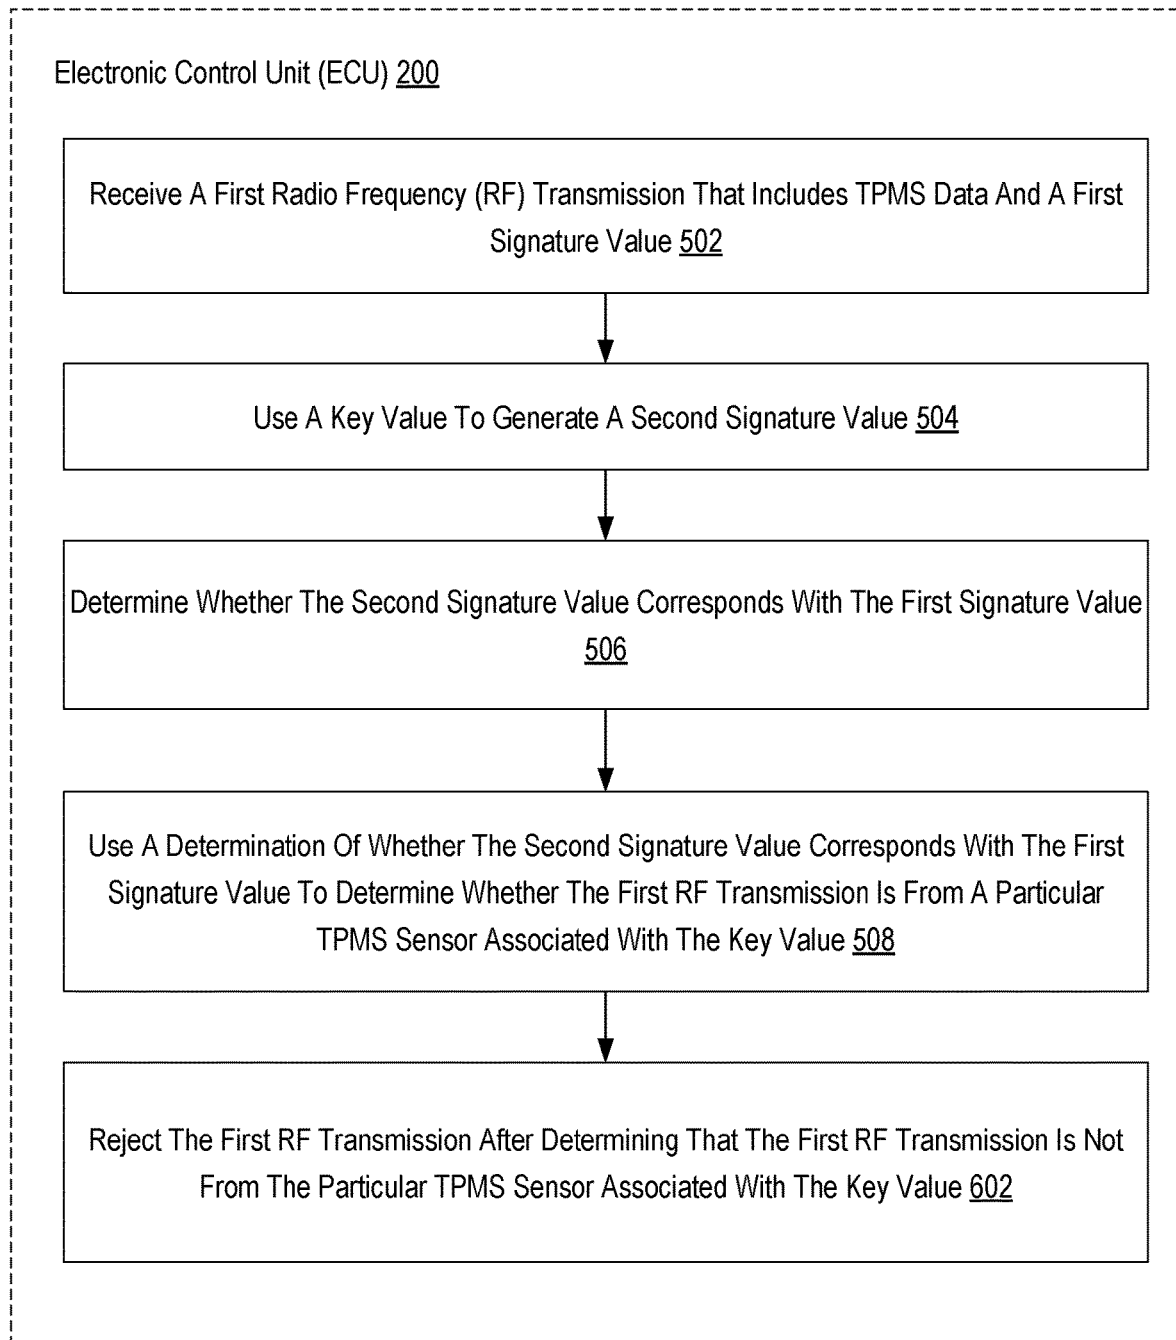 Electronic Control Unit (ECU) 200
Receive A First Radio Frequency (RF) Transmission That Includes TPMS Data And A First
Signature Value 502
Use A Key Value To Generate A Second Signature Value 504
Determine Whether The Second Signature Value Corresponds With The First Signature Value
506
Use A Determination Of Whether The Second Signature Value Corresponds With The First
Signature Value To Determine Whether The First RF Transmission Is From A Particular
TPMS Sensor Associated With The Key Value 508
Reject The First RF Transmission After Determining That The First RF Transmission Is Not
From The Particular TPMS Sensor Associated With The Key Value 602